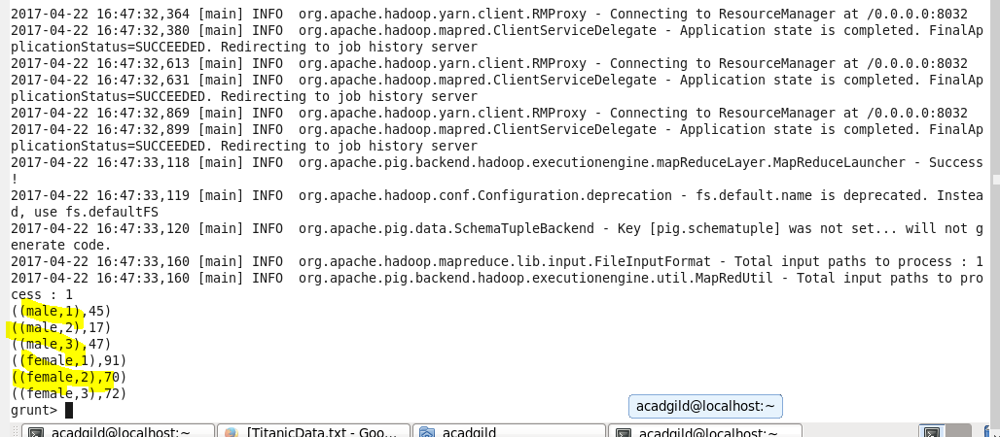 2017-04-22 16:47:32,364 [main] INFO  org.apache.hadoop.yarn.client.RMProxy - Connecting to ResourceManager at /0.0.0.0:8032
2017-04-22 16:47:32,380 [main] INFO  org.apache.hadoop.mapred.ClientServiceDelegate - Application state is completed. FinalAp
plicationStatus=SUCCEEDED. Redirecting to job history server
2017-04-22 16:47:32,613 [main] INFO  org.apache.hadoop.yarn.client.RMProxy - Connecting to ResourceManager at /0.0.0.0:8032
2017-04-22 16:47:32,631 [main] INFO  org.apache.hadoop.mapred.ClientServiceDelegate - Application state is completed. FinalAp
plicationStatus=SUCCEEDED. Redirecting to job history server
2017-04-22 16:47:32,869 [main] INFO  org.apache.hadoop.yarn.client.RMProxy - Connecting to ResourceManager at /0.0.0.0:8032
2017-04-22 16:47:32,899 [main] INFO  org.apache.hadoop.mapred.ClientServiceDelegate - Application state is completed. FinalAp
plicationStatus=SUCCEEDED. Redirecting to job history server
2017-04-22 16:47:33,118 [main] INFO  org.apache.pig.backend.hadoop.executionengine.mapReduceLayer.MapReduceLauncher - Success
!
2017-04-22 16:47:33,119 [main] INFO  org.apache.hadoop.conf.Configuration.deprecation - fs.default.name is deprecated. Instea
d, use fs.defaultFS
2017-04-22 16:47:33,120 [main] INFO  org.apache.pig.data.SchemaTupleBackend - Key [pig.schematuple] was not set... will not g
enerate code.
2017-04-22 16:47:33,160 [main] INFO  org.apache.hadoop.mapreduce.lib.input.FileInputFormat - Total input paths to process : 1
2017-04-22 16:47:33,160 [main] INFO  org.apache.pig.backend.hadoop.executionengine.util.MapRedUtil - Total input paths to pro
cess : 1
((male,1),45)
((male,2),17)
((male,3),47)
((female,1),91)
((female,2),70)
((female,3),72)
grunt>
acadgild@localhost:~
acadgild@localhost:~ [TitanicData.txt - Goo... acadgild acadgild@localhost:~